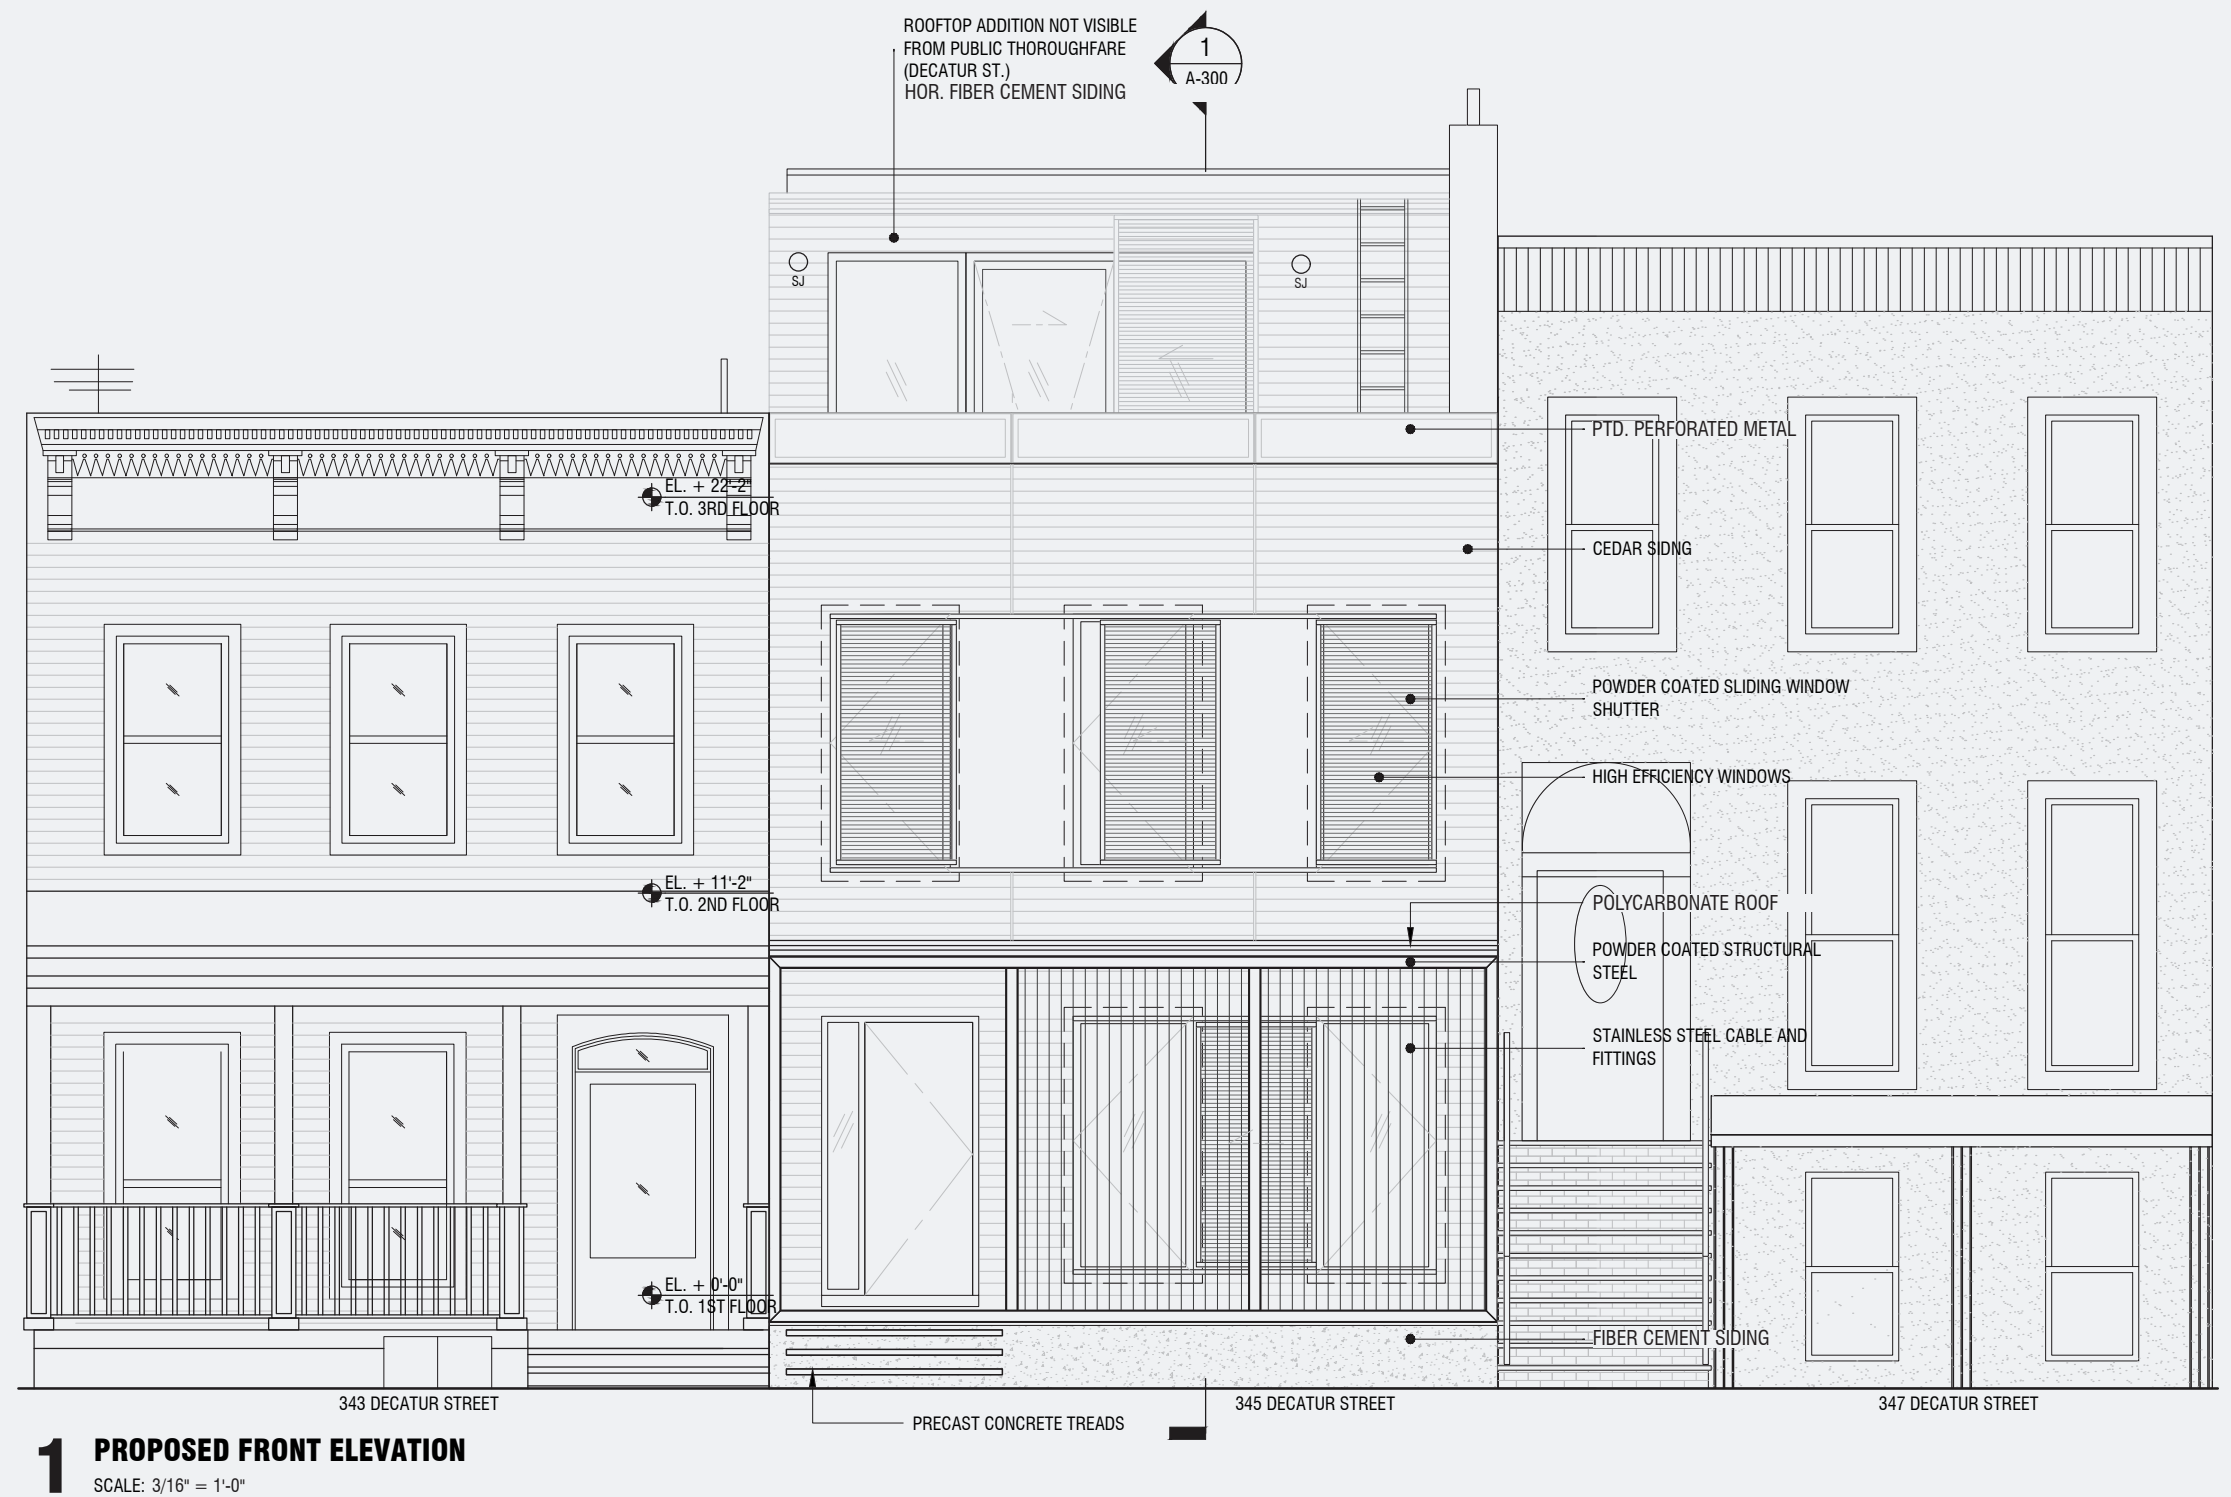 ROOFTOP ADDITION NOT VISIBLE
FROM PUBLIC THOROUGHFARE
(DECATUR ST.)
HOR. FIBER CEMENT SIDING
1
A-300
SJ
SJ
PTD. PERFORATED METAL
EL. + 22'-2"
T.O. 3RD FLOOR
CEDAR SIDNG
POWDER COATED SLIDING WINDOW
SHUTTER
HIGH EFFICIENCY WINDOWS
EL. + 11'-2"
T.O. 2ND FLOOR
POLYCARBONATE ROOF
POWDER COATED STRUCTURAL
STEEL
STAINLESS STEEL CABLE AND
FITTINGS
EL. + 0'-0"
T.O. 1ST FLOOR
FIBER CEMENT SIDING
343 DECATUR STREET
345 DECATUR STREET
347 DECATUR STREET
PRECAST CONCRETE TREADS
1
PROPOSED FRONT ELEVATION
SCALE: 3/16" = 1'-0"